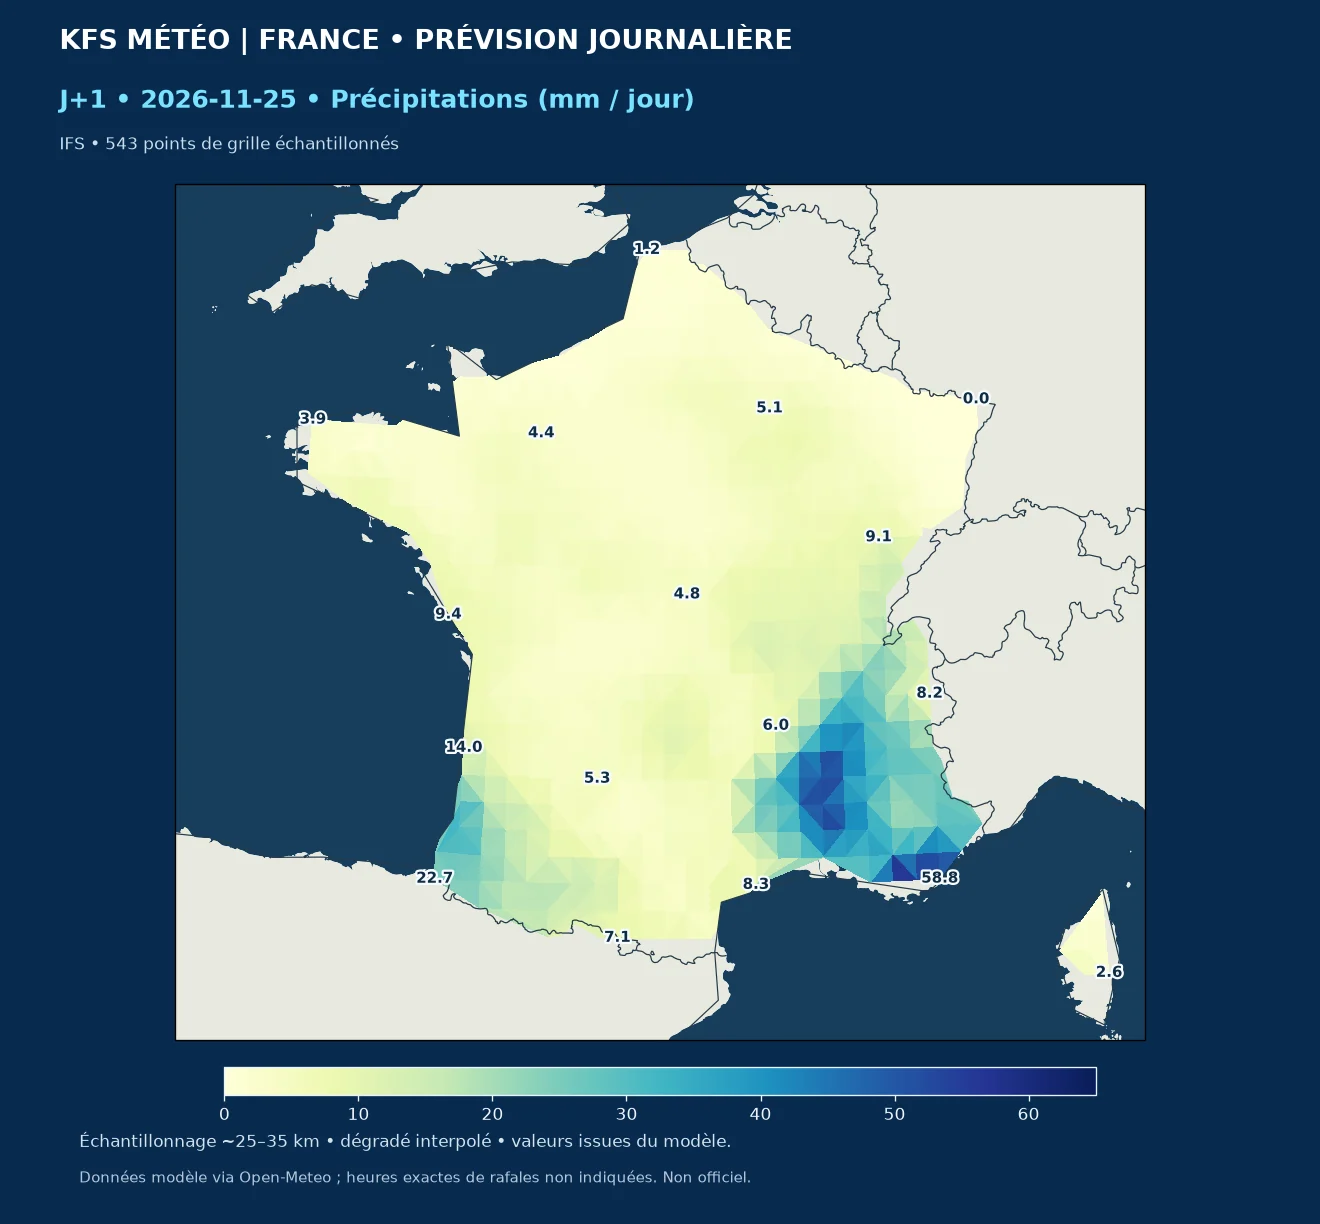 KFS MÉTÉO | FRANCE • PRÉVISION JOURNALIÈRE
J+1 • 2026-11-25 • Précipitations (mm / jour)
IFS • 543 points de grille échantillonnés
1.2
0.0
5.1
3.9
4.4
9.1
4.8
9.4
8.2
6.0
14.0
5.3
22.7
58.8
8.3
7.1
2.6
0 10 20 30 40 50 60
Échantillonnage ~25–35 km • dégradé interpolé • valeurs issues du modèle.
Données modèle via Open-Meteo ; heures exactes de rafales non indiquées. Non officiel.